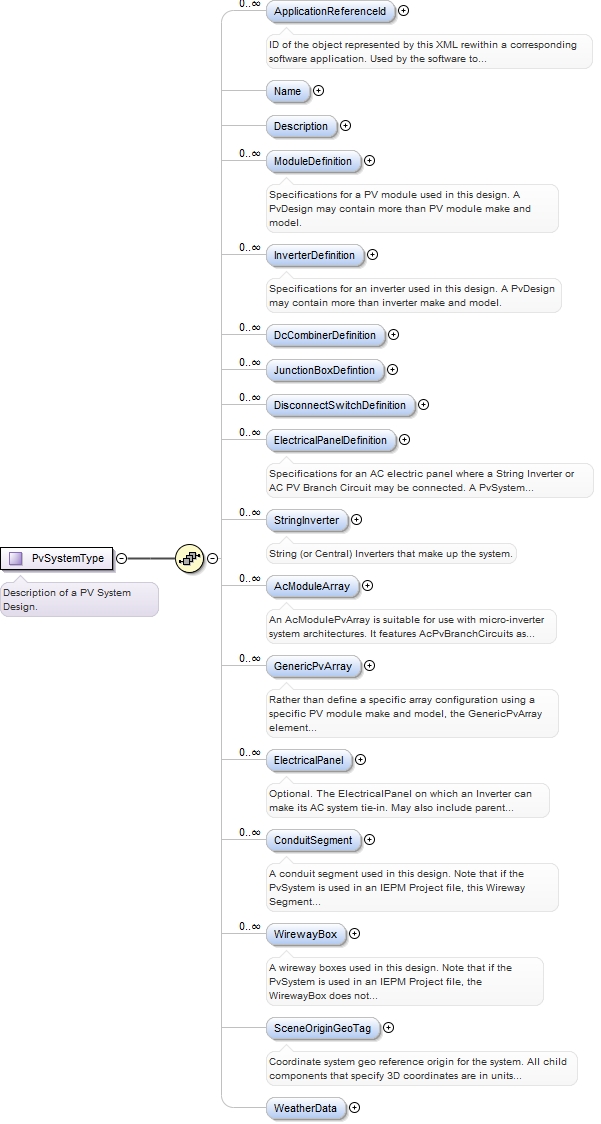 0..∞
ApplicationReferenceId
ID of the object represented by this XML rewithin a corresponding
software application. Used by the software to...
Name
Description
0..∞
ModuleDefinition
Specifications for a PV module used in this design. A
PvDesign may contain more than PV module make and
model.
0..∞
InverterDefinition
Specifications for an inverter used in this design. A PvDesign
may contain more than inverter make and model.
0..∞
DcCombinerDefinition
0..∞
JunctionBoxDefintion
0..∞
DisconnectSwitchDefinition
0..∞
ElectricalPanelDefinition
Specifications for an AC electric panel where a String Inverter or
AC PV Branch Circuit may be connected. A PvSystem...
0..∞
StringInverter
String (or Central) Inverters that make up the system.
PvSystemType
Description of a PV System
Design.
0..∞
AcModuleArray
An AcModulePvArray is suitable for use with micro-inverter
system architectures. It features AcPvBranchCircuits as...
0..∞
GenericPvArray
Rather than define a specific array configuration using a
specific PV module make and model, the GenericPvArray
element...
0..∞
ElectricalPanel
Optional. The ElectricalPanel on which an Inverter can
make its AC system tie-in. May also include parent...
0..∞
ConduitSegment
A conduit segment used in this design. Note that if the
PvSystem is used in an IEPM Project file, this Wireway
Segment...
0..∞
WirewayBox
A wireway boxes used in this design. Note that if the
PvSystem is used in an IEPM Project file, the
WirewayBox does not...
SceneOriginGeoTag
Coordinate system geo reference origin for the system. All child
components that specify 3D coordinates are in units...
WeatherData